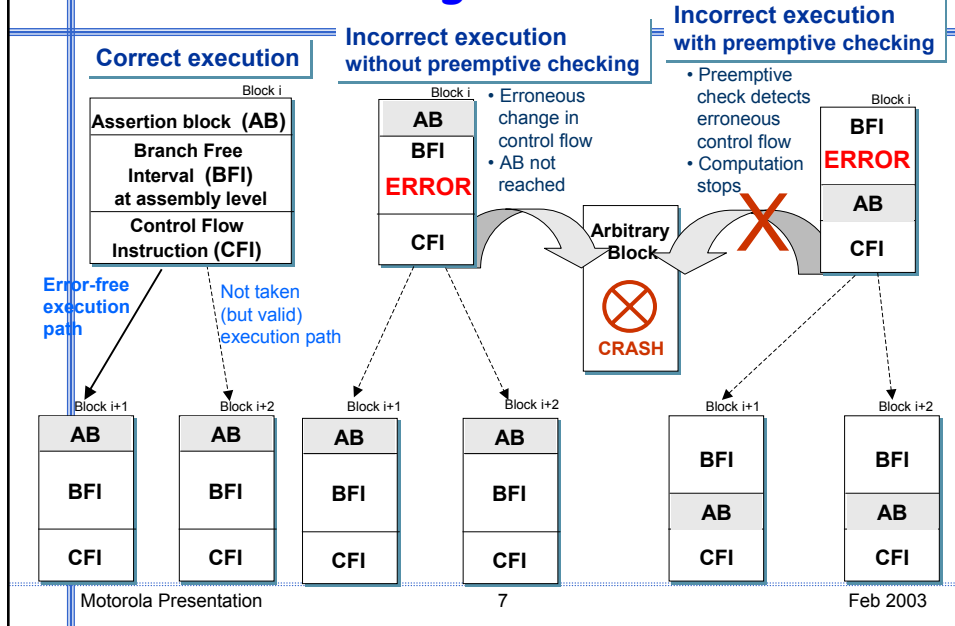 Correct execution
Block i
Assertion block (AB)
Branch Free
Interval (BFI)
at assembly level
Control Flow
Instruction (CFI)
Error-free
execution
path
Not taken
(but valid)
execution path
Block i+1
AB
BFI
CFI
Block i+2
AB
BFI
CFI
Incorrect execution
without preemptive checking
Block i
AB
BFI
ERROR
CFI
• Erroneous
change in
control flow
• AB not
reached
Arbitrary
Block
CRASH
Block i+1
AB
BFI
CFI
Block i+2
AB
BFI
CFI
Incorrect execution
with preemptive checking
• Preemptive
check detects
erroneous
control flow
• Computation
stops
Block i
BFI
ERROR
AB
CFI
Block i+1
BFI
AB
CFI
Block i+2
BFI
AB
CFI
Motorola Presentation
7
Feb 2003